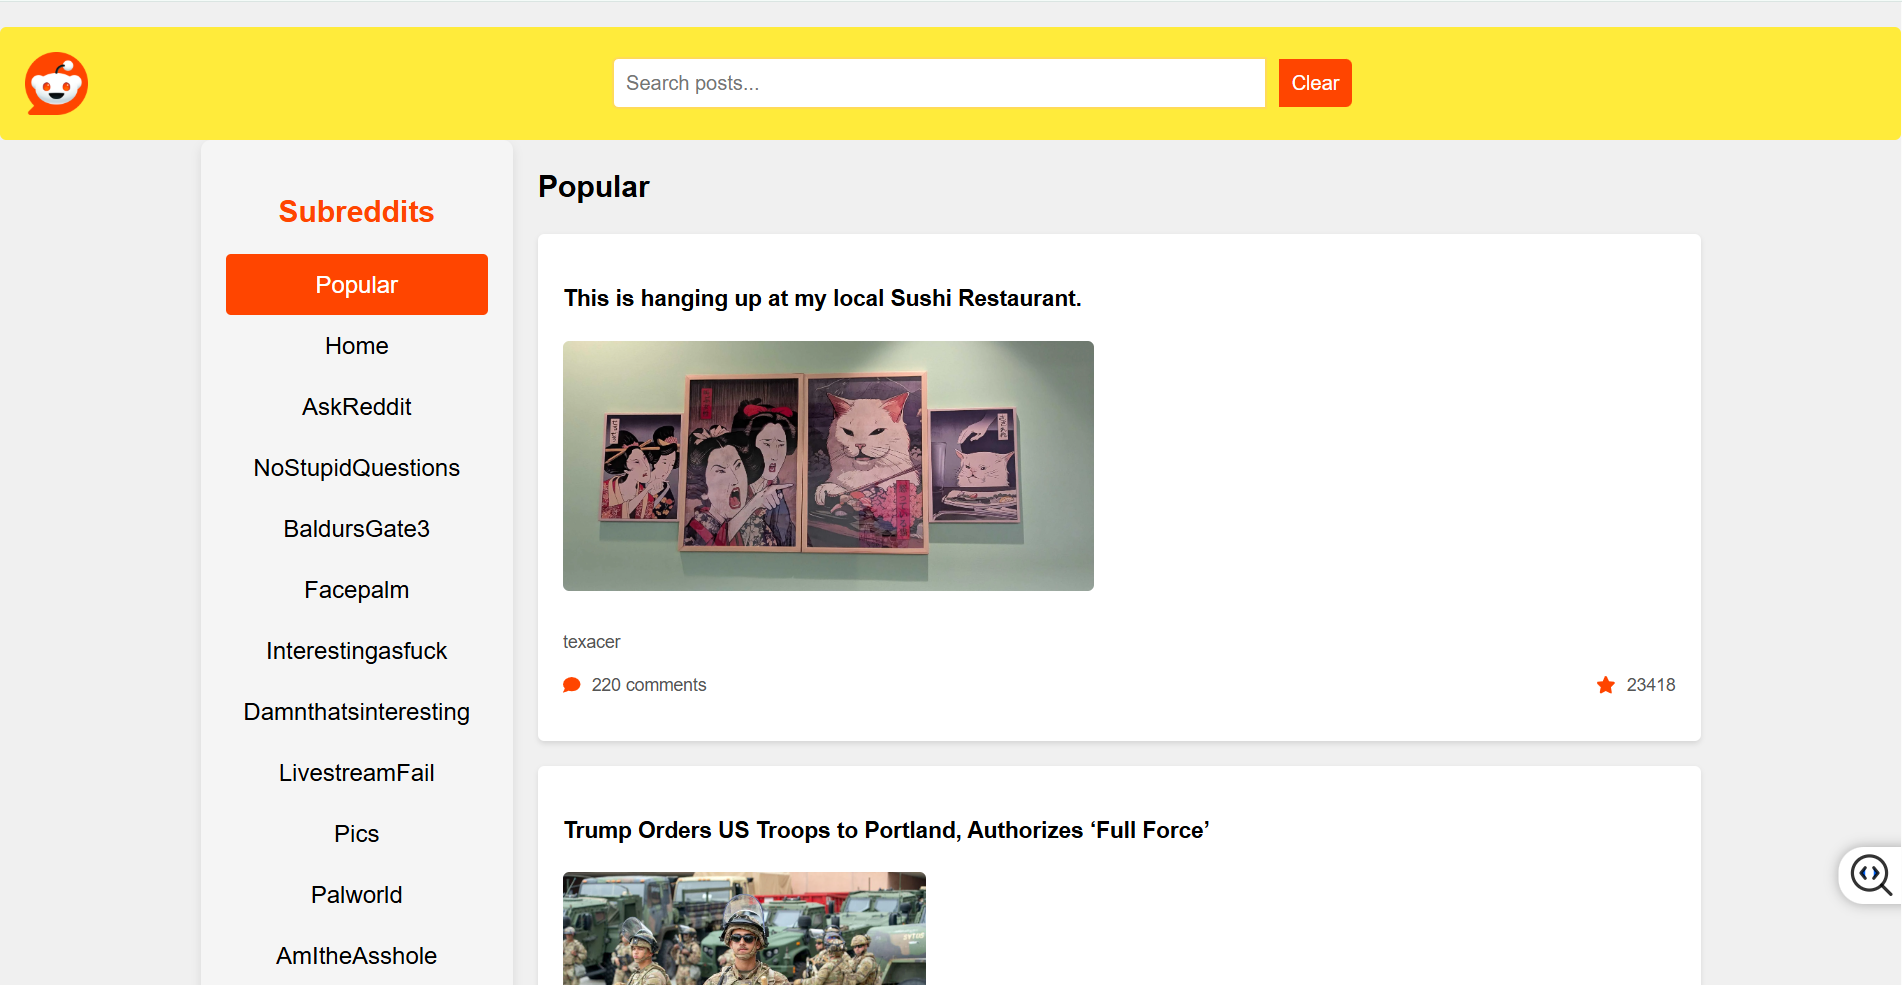 Search posts...
Clear
Subreddits
Popular
Home
AskReddit
NoStupidQuestions
BaldursGate3
Facepalm
Interestingasfuck
Damnthatsinteresting
LivestreamFail
Pics
Palworld
AmItheAsshole
Popular
This is hanging up at my local Sushi Restaurant.
texacer
220 comments
23418
Trump Orders US Troops to Portland, Authorizes ‘Full Force’